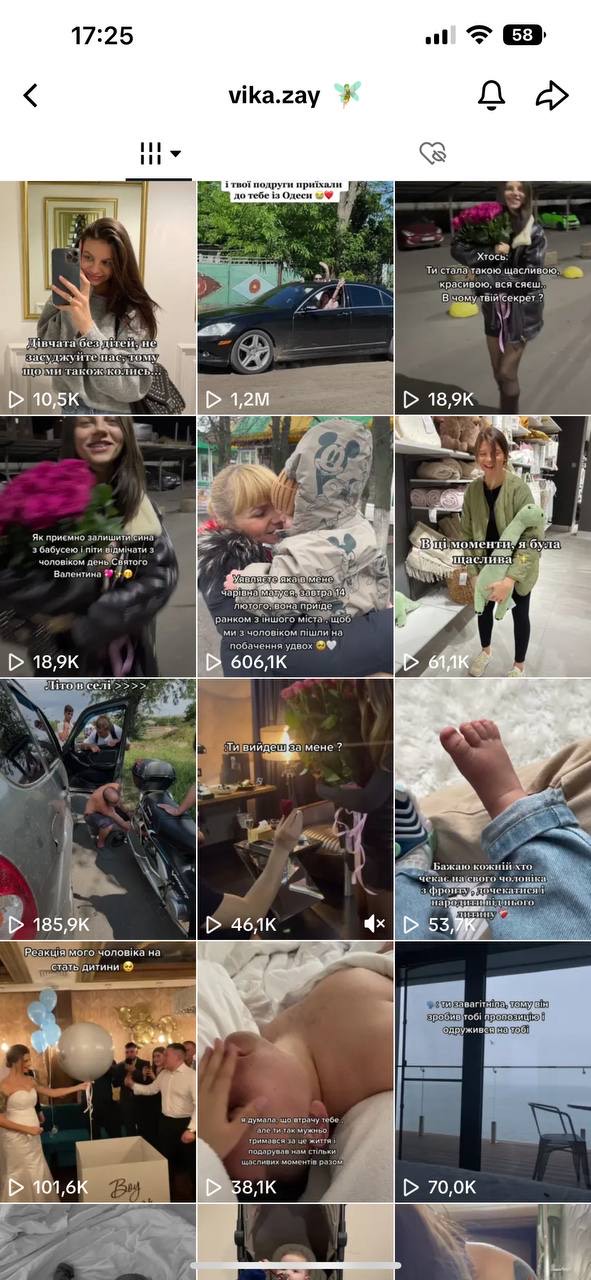 17:25
58
vika.zay 🧚
і твої подруги приїхали
до тебе із Одеси 😭❤️
Дівчата без дітей, не
засуджуйте нас, тому
що ми також колись...
10,5K
1,2M
Хтось:
Ти стала такою щасливою,
красивою, вся сяєш..
В чому твій секрет ?
18,9K
Як приємно залишити сина
з бабусею і піти відмічати з
чоловіком день Святого
Валентина 💖✨🥰
18,9K
Уявляєте яка в мене
чарівна матуся, завтра 14
лютого, вона приїде
ранком з іншого міста , щоб
ми з чоловіком пішли на
побачення удвох 🥺🤍
606,1K
В ці моменти, я була
щаслива ✨
61,1K
Літо в селі >>>>
185,9K
:Ти вийдеш за мене ?
46,1K
Бажаю кожній хто
чекає на свого чоловіка
з фронту , дочекатися і
народити від нього
дитину ❤️‍🩹
53,7K
Реакція мого чоловіка на
стать дитини 🥺
Boy
101,6K
я думала, що втрачу тебе ,
але ти так мужньо
тримався за це життя і
подарував нам стільки
щасливих моментів разом
38,1K
🗣: ти завагітніла, тому він
зробив тобі пропозицію і
одружився на тобі
70,0K